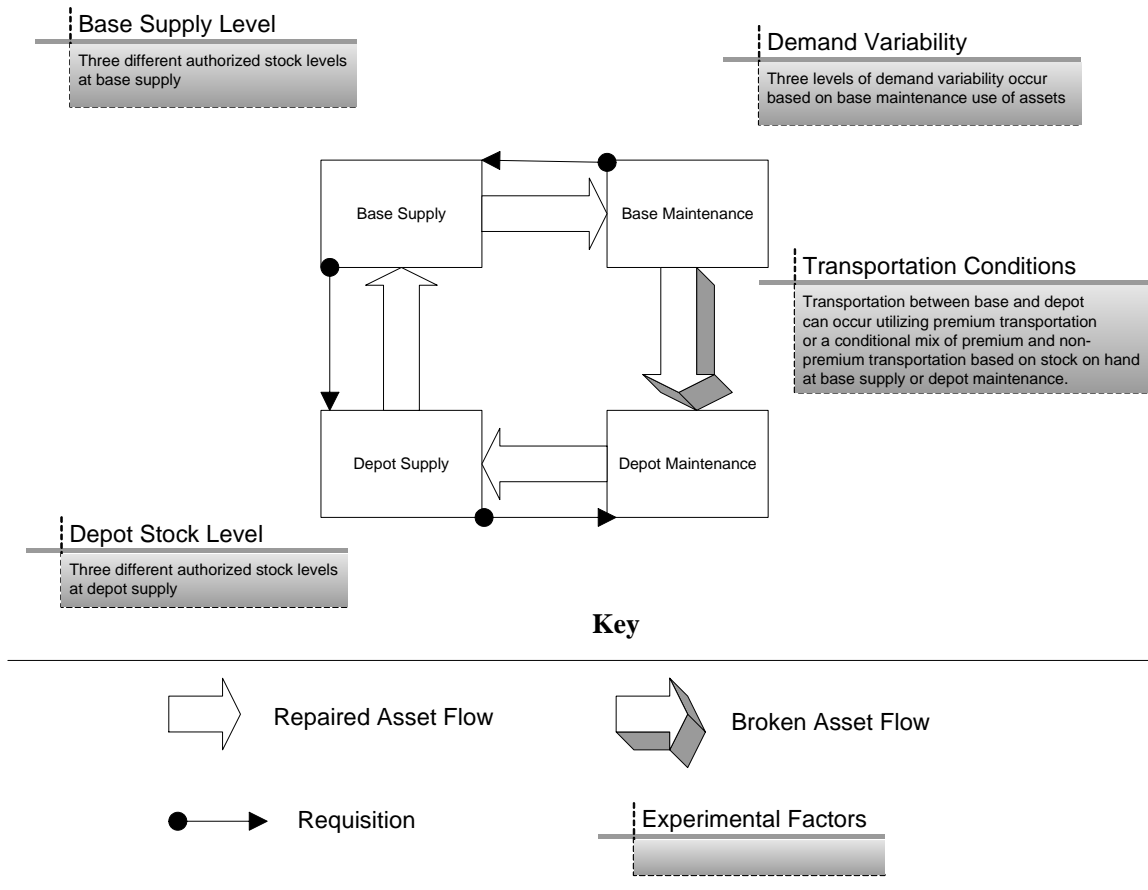 Base Supply Level
Three different authorized stock levels
at base supply
Demand Variability
Three levels of demand variability occur
based on base maintenance use of assets
Base Supply
Base Maintenance
Transportation Conditions
Transportation between base and depot
can occur utilizing premium transportation
or a conditional mix of premium and non-
premium transportation based on stock on hand
at base supply or depot maintenance.
Depot Supply
Depot Maintenance
Depot Stock Level
Three different authorized stock levels
at depot supply
Key
Repaired Asset Flow
Broken Asset Flow
Requisition
Experimental Factors